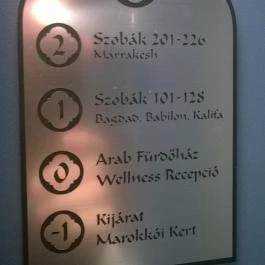 2 Szobák 201-226
Marrakesh
1 Szobák 101-128
Bagdad, Babilon, Kalifa
0 Arab Fürdőház
Wellness Recepció
-1 Kijárat
Marokkói Kert